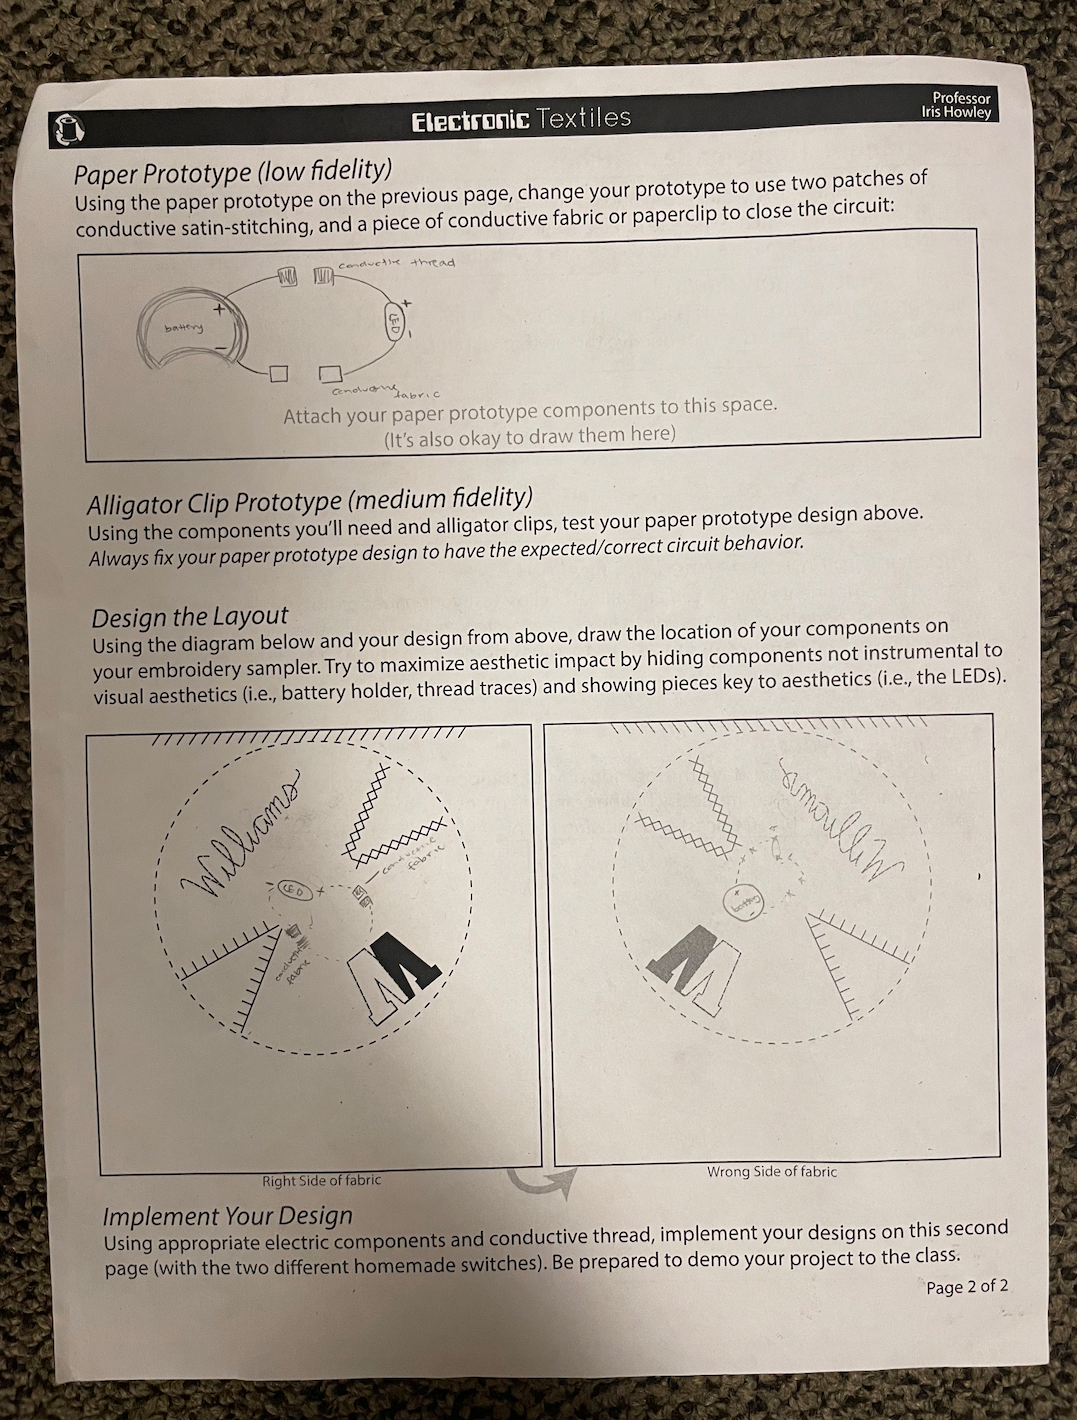 Electronic Textiles
Professor
Iris Howley
Paper Prototype (low fidelity)
Using the paper prototype on the previous page, change your prototype to use two patches of
conductive satin-stitching, and a piece of conductive fabric or paperclip to close the circuit:
conductive thread
battery
+
−
LED
+
-
conductive
fabric
Attach your paper prototype components to this space.
(It's also okay to draw them here)
Alligator Clip Prototype (medium fidelity)
Using the components you'll need and alligator clips, test your paper prototype design above.
Always fix your paper prototype design to have the expected/correct circuit behavior.
Design the Layout
Using the diagram below and your design from above, draw the location of your components on
your embroidery sampler. Try to maximize aesthetic impact by hiding components not instrumental to
visual aesthetics (i.e., battery holder, thread traces) and showing pieces key to aesthetics (i.e., the LEDs).
Williams
conductive
fabric
LED
+
conductive
fabric
W
Williams
+
battery
−
W
Right Side of fabric
Wrong Side of fabric
Implement Your Design
Using appropriate electric components and conductive thread, implement your designs on this second
page (with the two different homemade switches). Be prepared to demo your project to the class.
Page 2 of 2